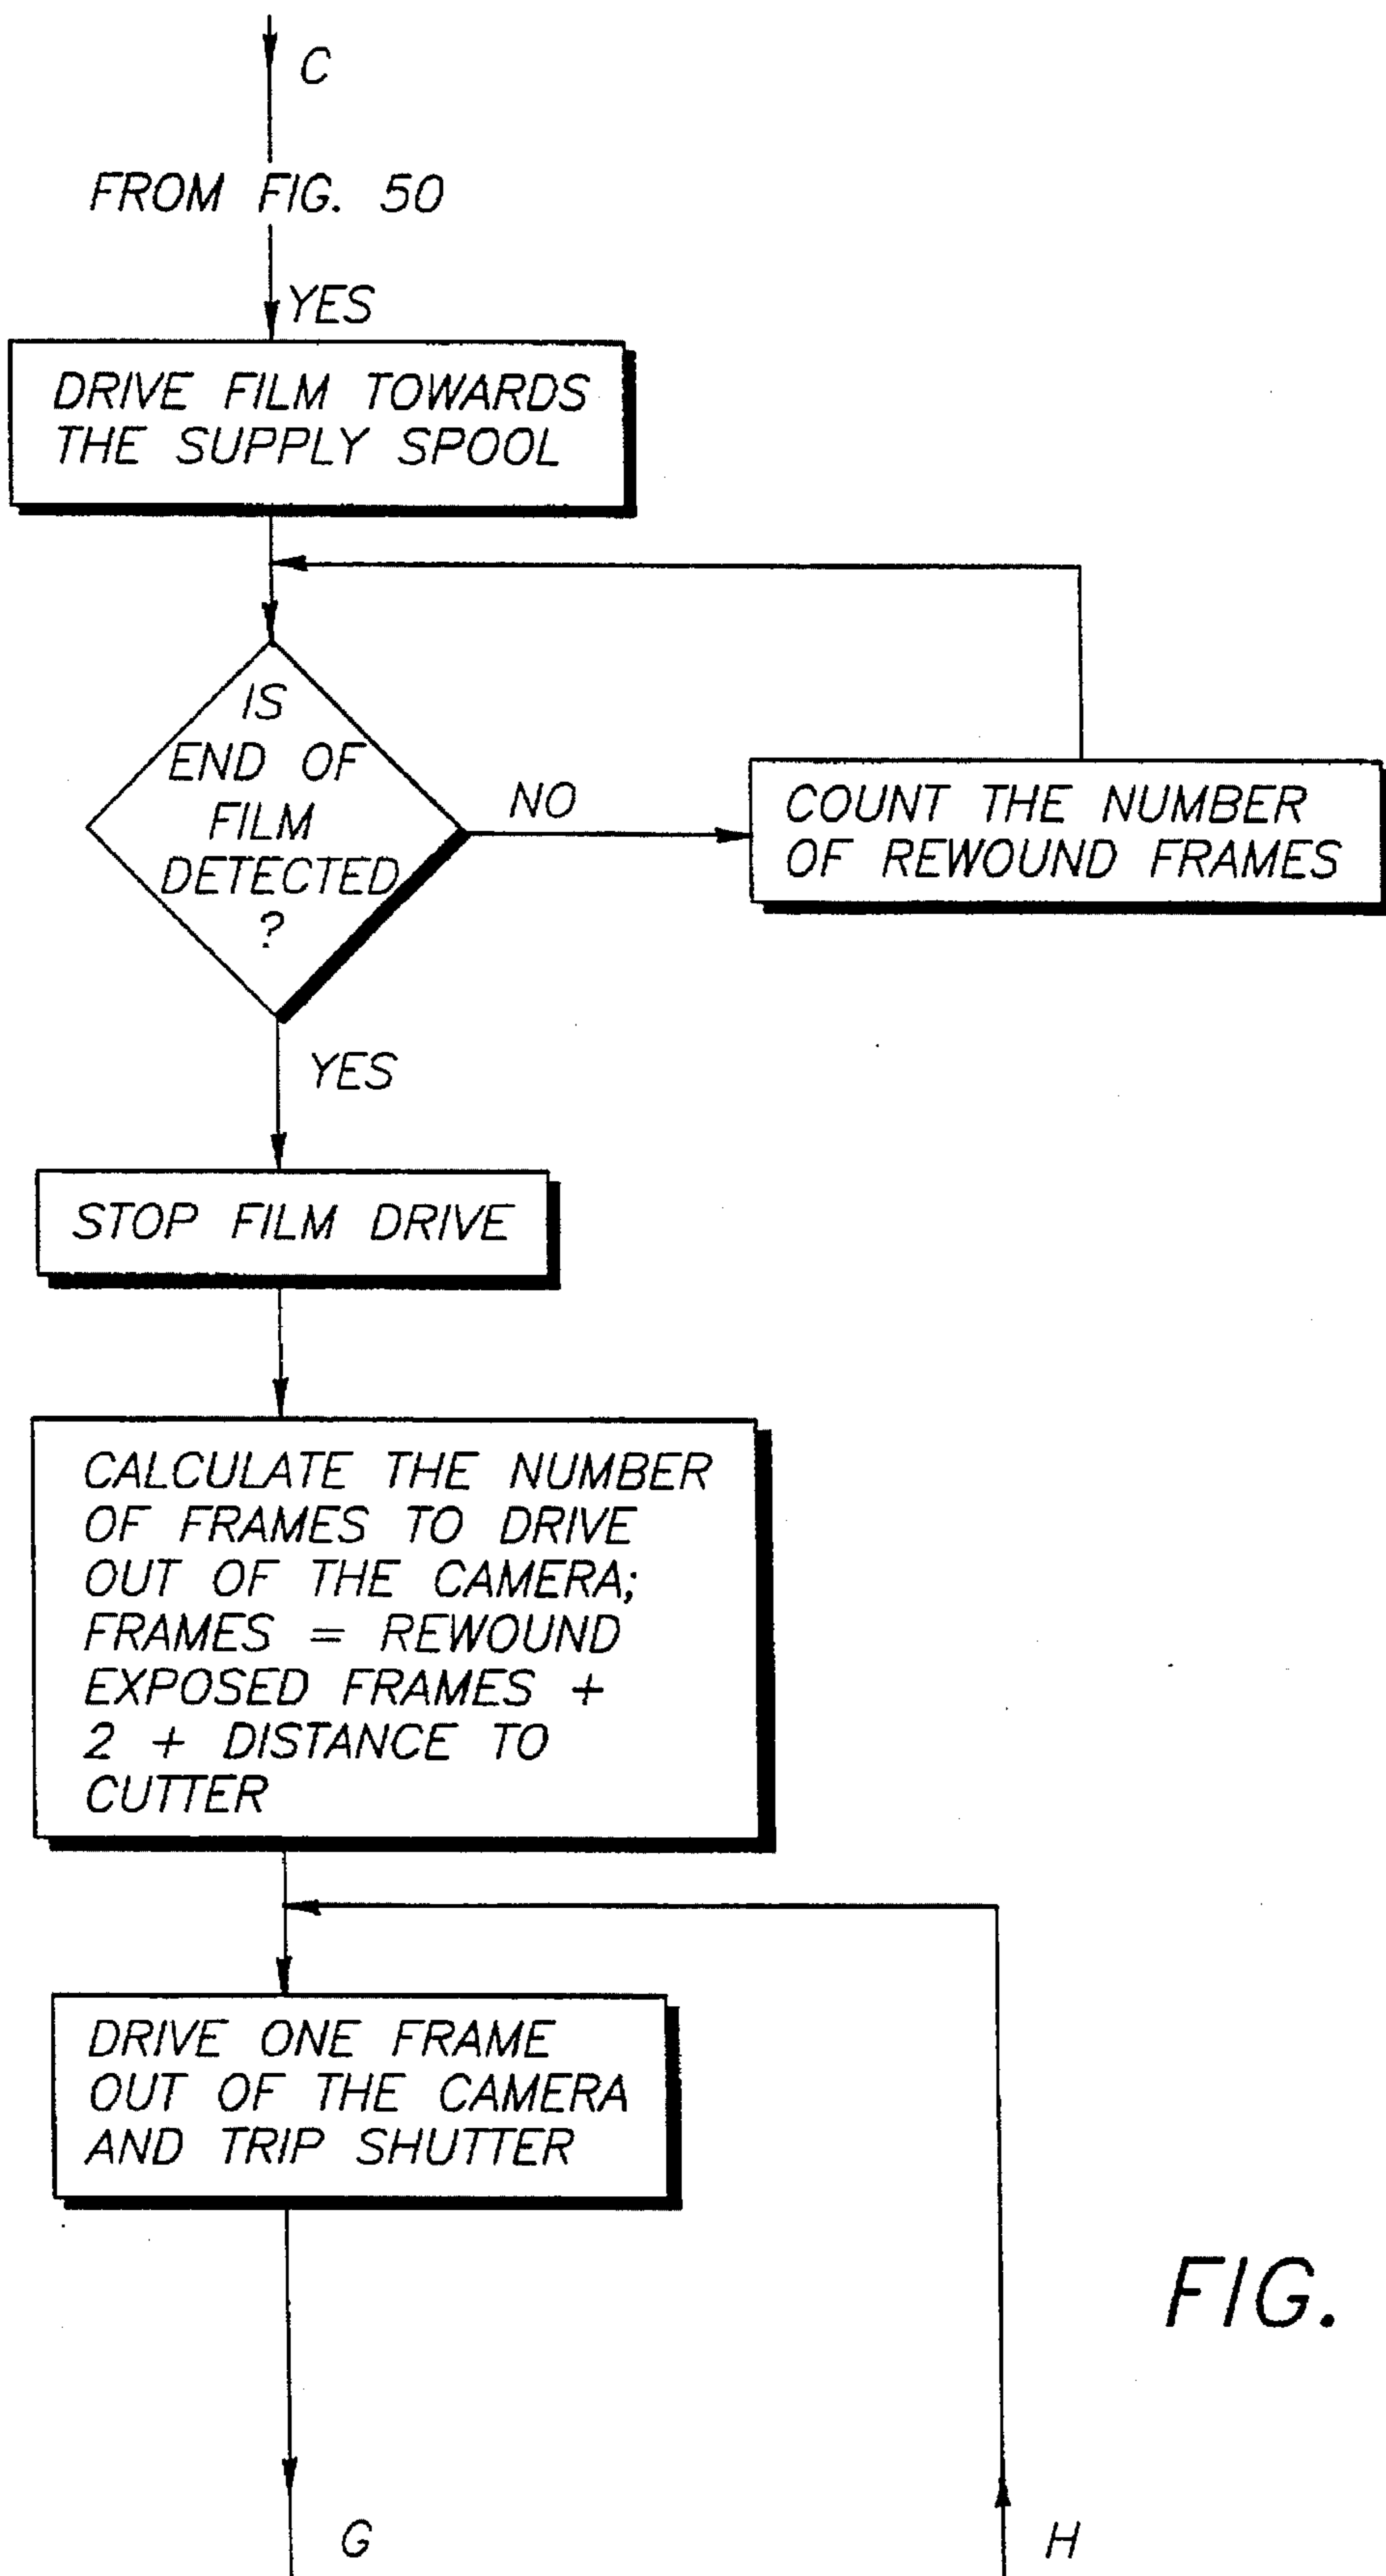 C
FROM FIG. 50
YES
DRIVE FILM TOWARDS
THE SUPPLY SPOOL
IS
END OF
FILM
DETECTED
?
NO
COUNT THE NUMBER
OF REWOUND FRAMES
YES
STOP FILM DRIVE
CALCULATE THE NUMBER
OF FRAMES TO DRIVE
OUT OF THE CAMERA;
FRAMES = REWOUND
EXPOSED FRAMES +
2 + DISTANCE TO
CUTTER
DRIVE ONE FRAME
OUT OF THE CAMERA
AND TRIP SHUTTER
FIG.
G
H